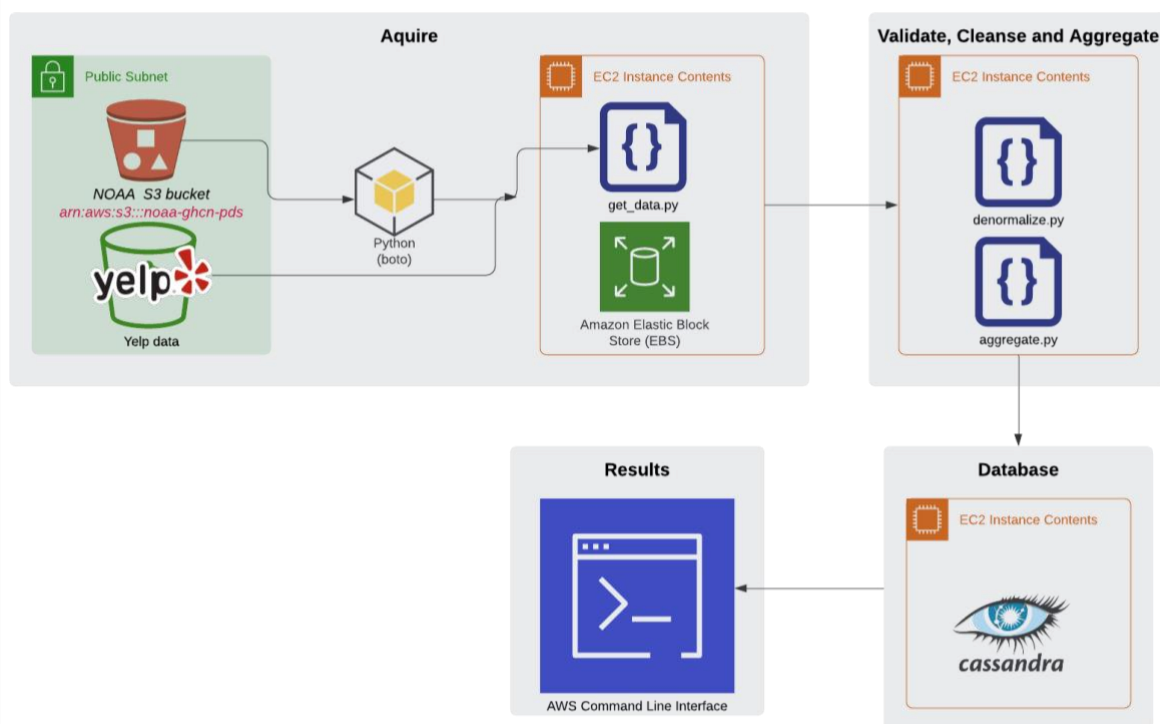 Aquire
Public Subnet
NOAA S3 bucket
arn:aws:s3:::noaa-ghcn-pds
yelp
Yelp data
Python
(boto)
EC2 Instance Contents
{}
get_data.py
Amazon Elastic Block
Store (EBS)
Validate, Cleanse and Aggregate
EC2 Instance Contents
{}
denormalize.py
{}
aggregate.py
Database
EC2 Instance Contents
cassandra
Results
>_
AWS Command Line Interface